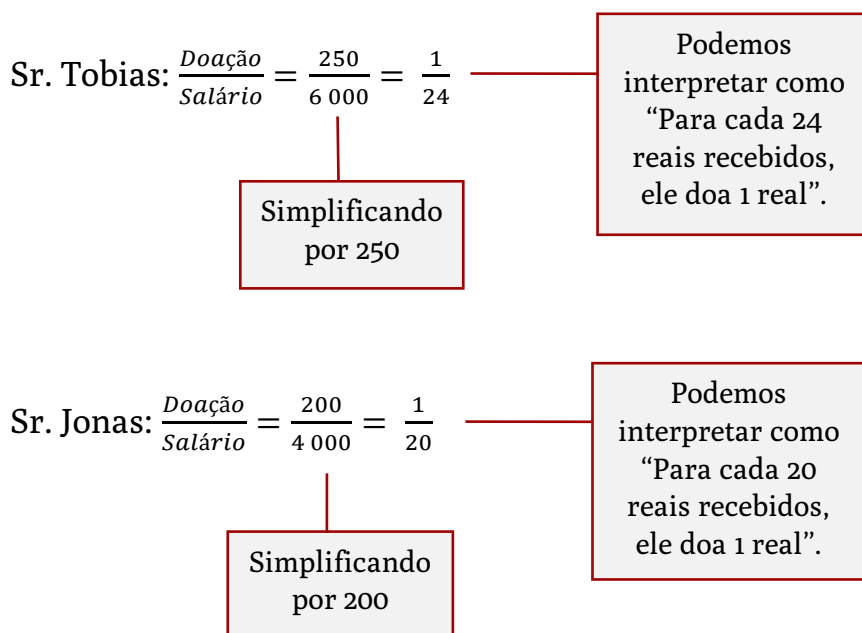 Sr. Tobias: Doação/Salário = 250/6 000 = 1/24
Podemos
interpretar como
“Para cada 24
reais recebidos,
ele doa 1 real”.
Simplificando
por 250
Sr. Jonas: Doação/Salário = 200/4 000 = 1/20
Podemos
interpretar como
“Para cada 20
reais recebidos,
ele doa 1 real”.
Simplificando
por 200